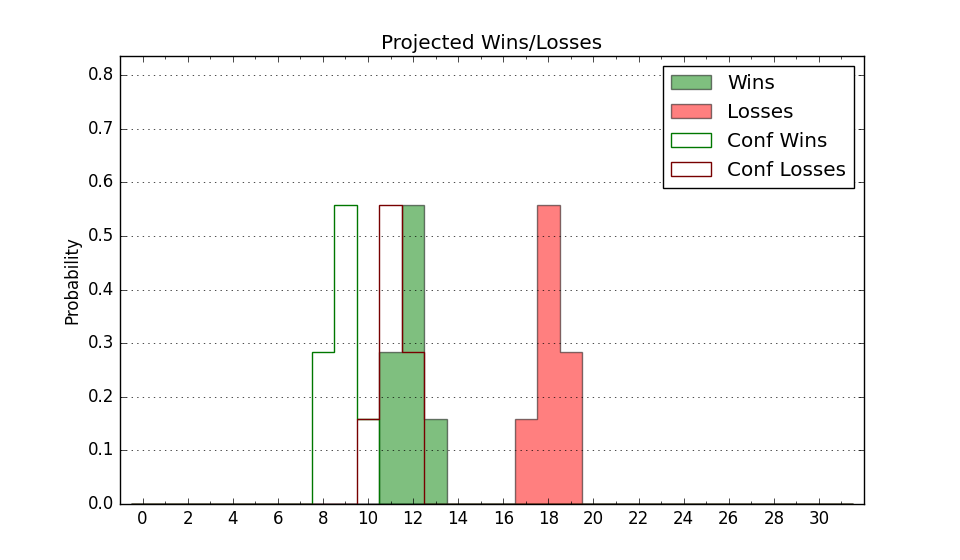 Projected Wins/Losses
Wins
Losses
Conf Wins
Conf Losses
Probability
0.8
0.7
0.6
0.5
0.4
0.3
0.2
0.1
0.0
0 2 4 6 8 10 12 14 16 18 20 22 24 26 28 30